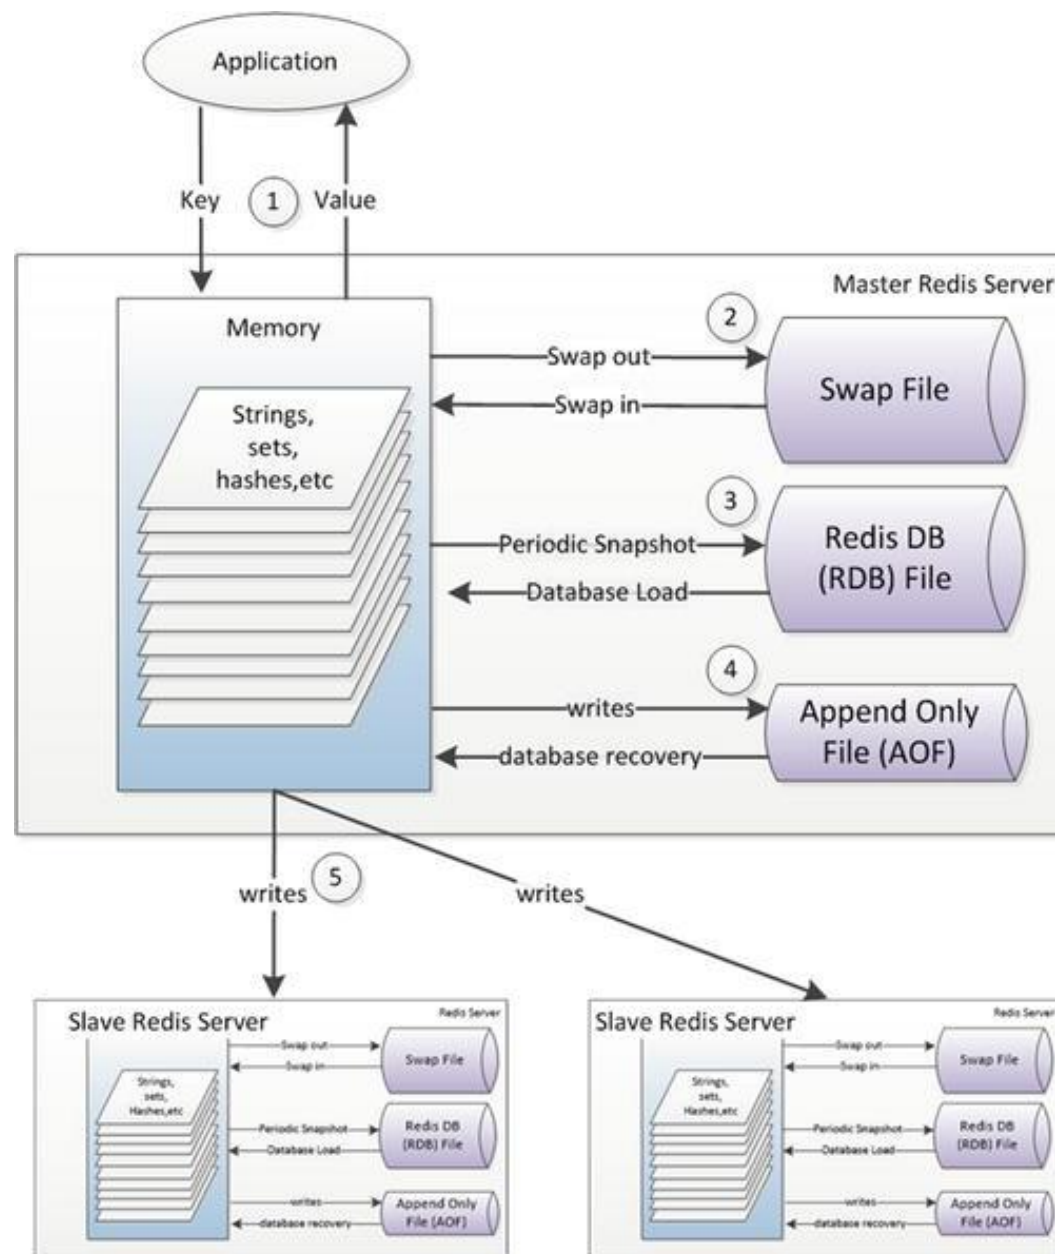 Application
Key
1
Value
Master Redis Server
Memory
2
Swap out
Swap in
Swap File
Strings,
sets,
hashes,etc
3
Periodic Snapshot
Database Load
Redis DB
(RDB) File
4
writes
database recovery
Append Only
File (AOF)
5
writes
writes
Slave Redis Server
Redis Server
Swap out
Swap in
Swap File
Strings,
sets,
Hashes,etc
Periodic Snapshot
Database Load
Redis DB
(RDB) File
writes
database recovery
Append Only
File (AOF)
Slave Redis Server
Redis Server
Swap out
Swap in
Swap File
Strings,
sets,
Hashes,etc
Periodic Snapshot
Database Load
Redis DB
(RDB) File
writes
database recovery
Append Only
File (AOF)